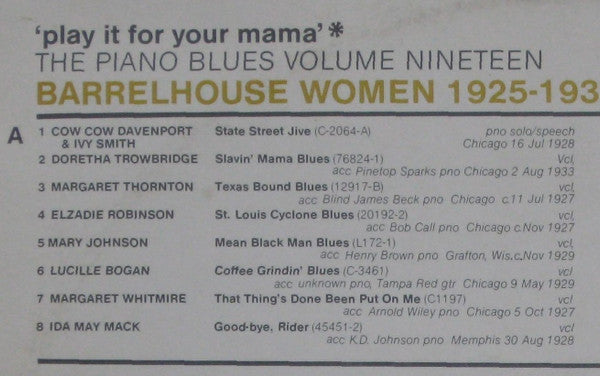 'play it for your mama'*
THE PIANO BLUES VOLUME NINETEEN
BARRELHOUSE WOMEN 1925-193
A
1 COW COW DAVENPORT State Street Jive (C-2064-A) pno solo/speech
& IVY SMITH Chicago 16 Jul 1928
2 DORETHA TROWBRIDGE Slavin' Mama Blues (76824-1) Vcl,
acc Pinetop Sparks pno Chicago 2 Aug 1933
3 MARGARET THORNTON Texas Bound Blues (12917-B) vcl,
acc Blind James Beck pno Chicago c.11 Jul 1927
4 ELZADIE ROBINSON St. Louis Cyclone Blues (20192-2) vcl,
acc Bob Call pno Chicago c.Nov 1927
5 MARY JOHNSON Mean Black Man Blues (L172-1) vcl,
acc Henry Brown pno Grafton, Wis.c.Nov 1929
6 LUCILLE BOGAN Coffee Grindin' Blues (C-3461) vcl
acc unknown pno, Tampa Red gtr Chicago 9 May 1929
7 MARGARET WHITMIRE That Thing's Done Been Put On Me (C1197) vcl
acc Arnold Wiley pno Chicago 5 Oct 1927
8 IDA MAY MACK Good-bye, Rider (45451-2) vcl
acc K.D. Johnson pno Memphis 30 Aug 1928